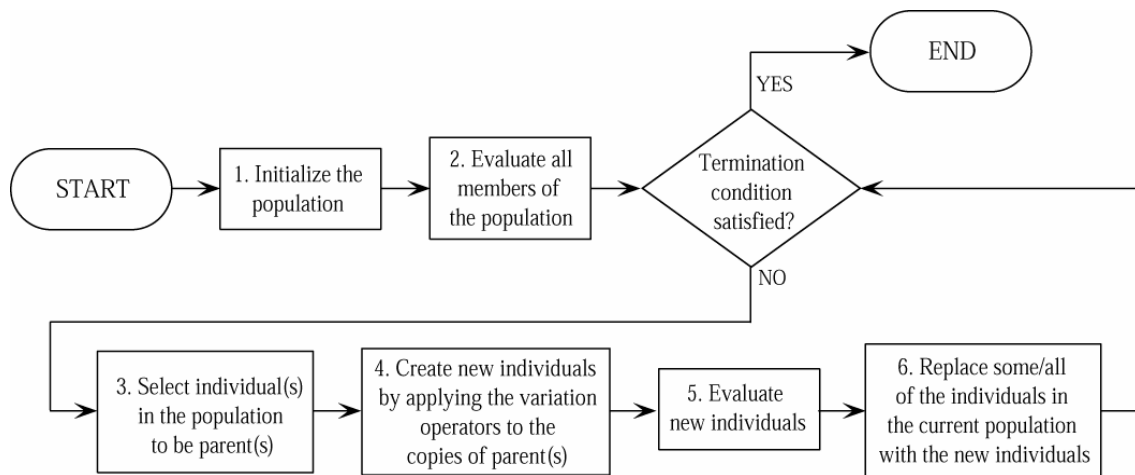 START
1. Initialize the
population
2. Evaluate all
members of
the population
Termination
condition
satisfied?
YES
END
NO
3. Select individual(s)
in the population
to be parent(s)
4. Create new individuals
by applying the variation
operators to the
copies of parent(s)
5. Evaluate
new individuals
6. Replace some/all
of the individuals in
the current population
with the new individuals